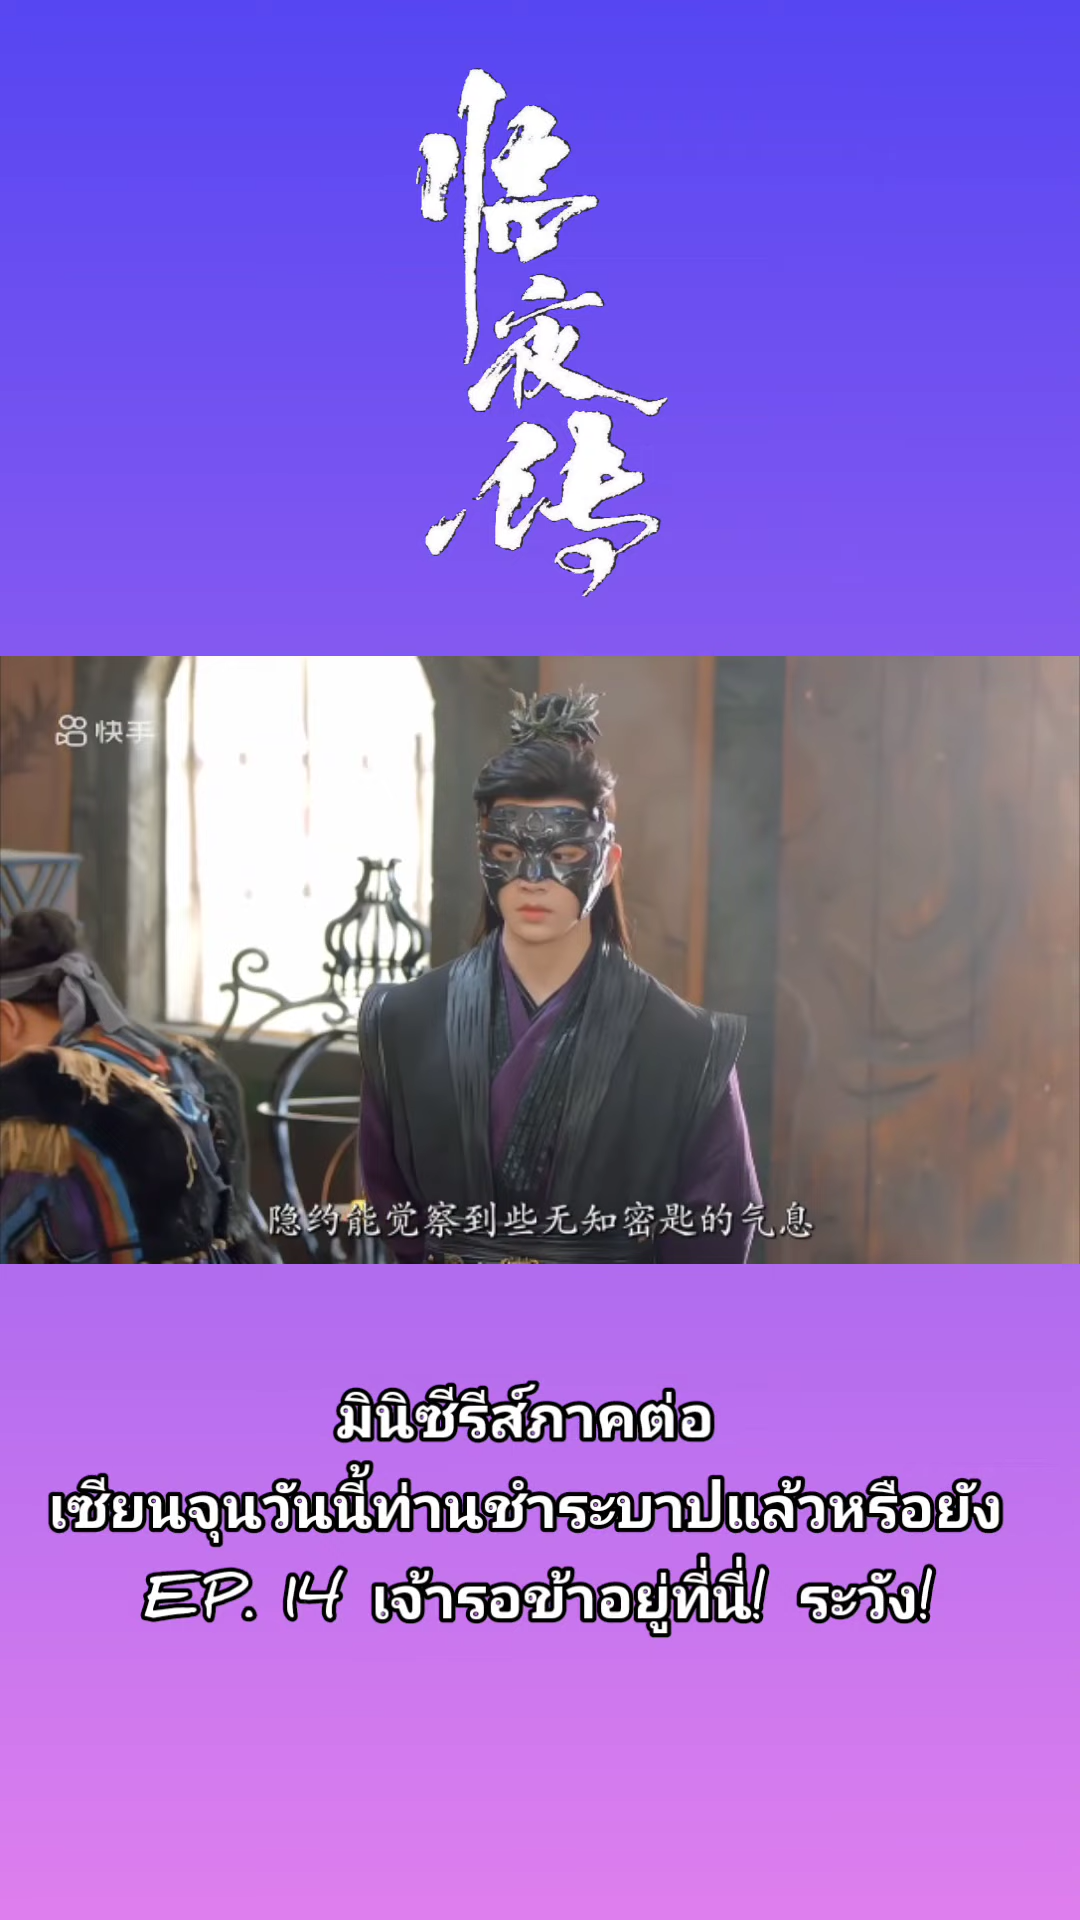 临
夜
传
快手
隐约能觉察到些无知密匙的气息
มินิซีรีส์ภาคต่อ
เซียนจุนวันนี้ท่านชำระบาปแล้วหรือยัง
EP. 14 เจ้ารอข้าอยู่ที่นี่! ระวัง!